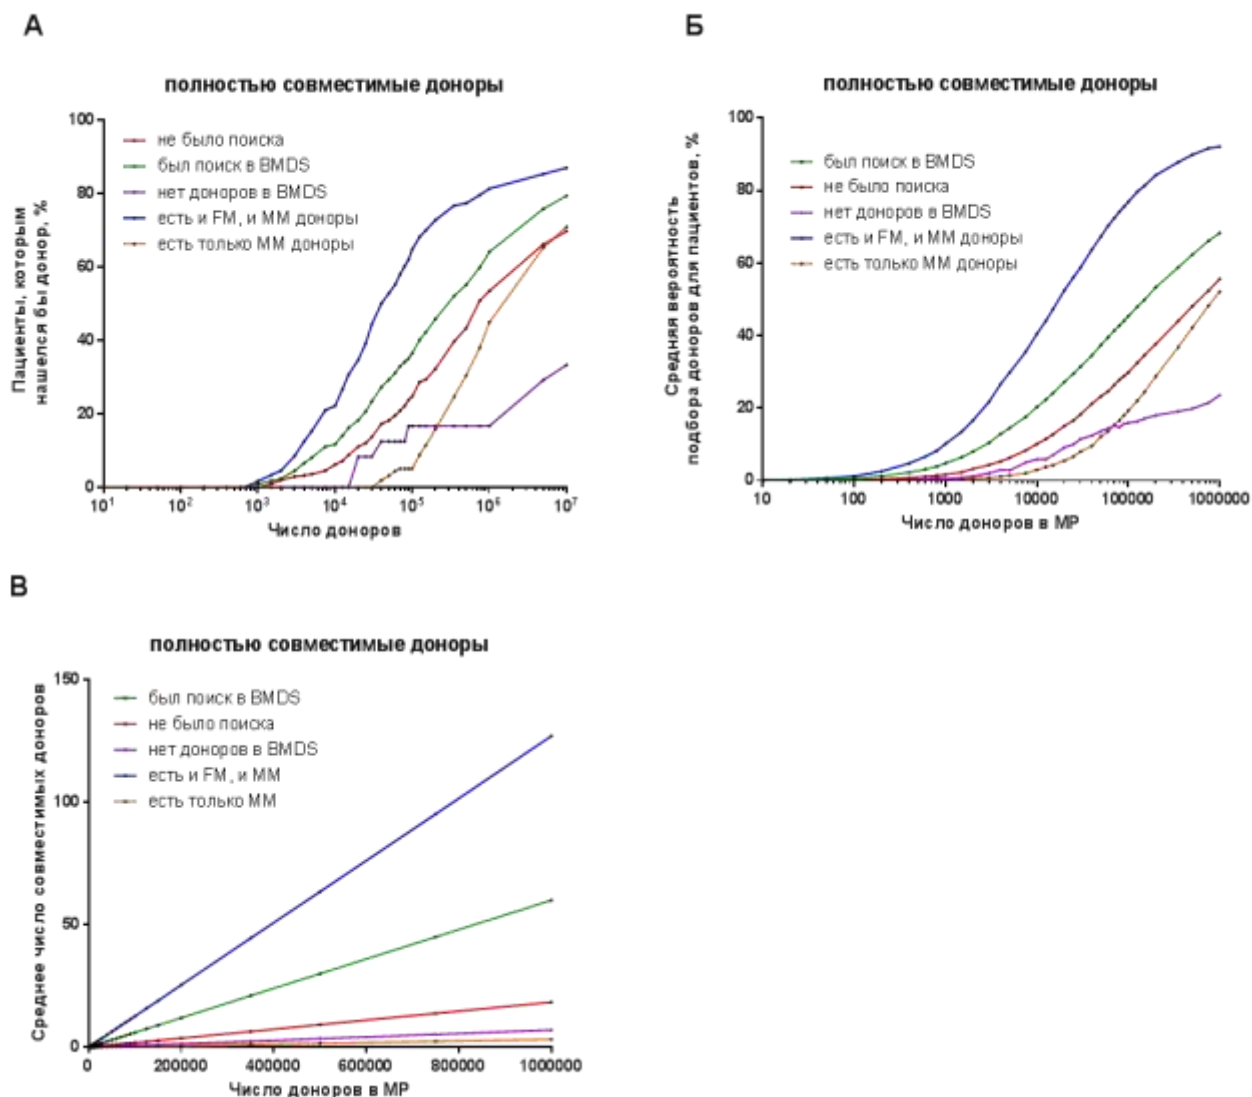 А
полностью совместимые доноры
Пациенты, которым
нашелся бы донор, %
100
80
60
40
20
0
не было поиска
был поиск в BMDS
нет доноров в BMDS
есть и FM, и MM доноры
есть только MM доноры
10¹ 10² 10³ 10⁴ 10⁵ 10⁶ 10⁷
Число доноров
Б
полностью совместимые доноры
Средняя вероятность
подбора доноров для пациентов, %
100
80
60
40
20
0
был поиск в BMDS
не было поиска
нет доноров в BMDS
есть и FM, и MM доноры
есть только MM доноры
10 100 1000 10000 100000 1000000
Число доноров в МР
В
полностью совместимые доноры
Среднее число совместимых доноров
150
100
50
0
был поиск в BMDS
не было поиска
нет доноров в BMDS
есть и FM, и MM
есть только MM
0 200000 400000 600000 800000 1000000
Число доноров в МР